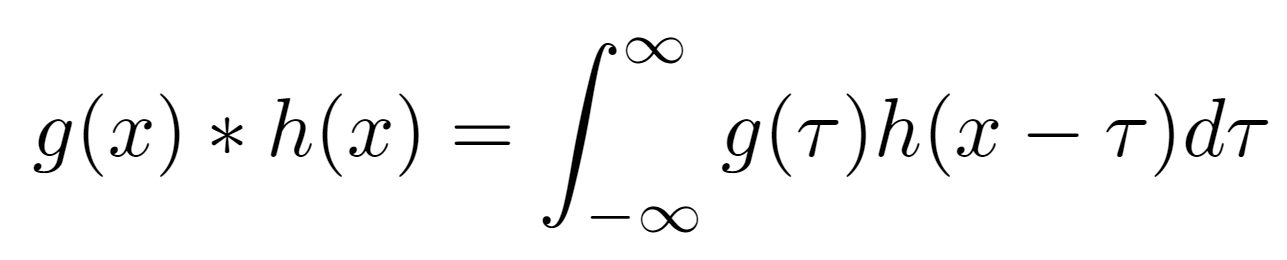 g(x) ∗ h(x) = ∫_{-∞}^{∞} g(τ)h(x − τ)dτ